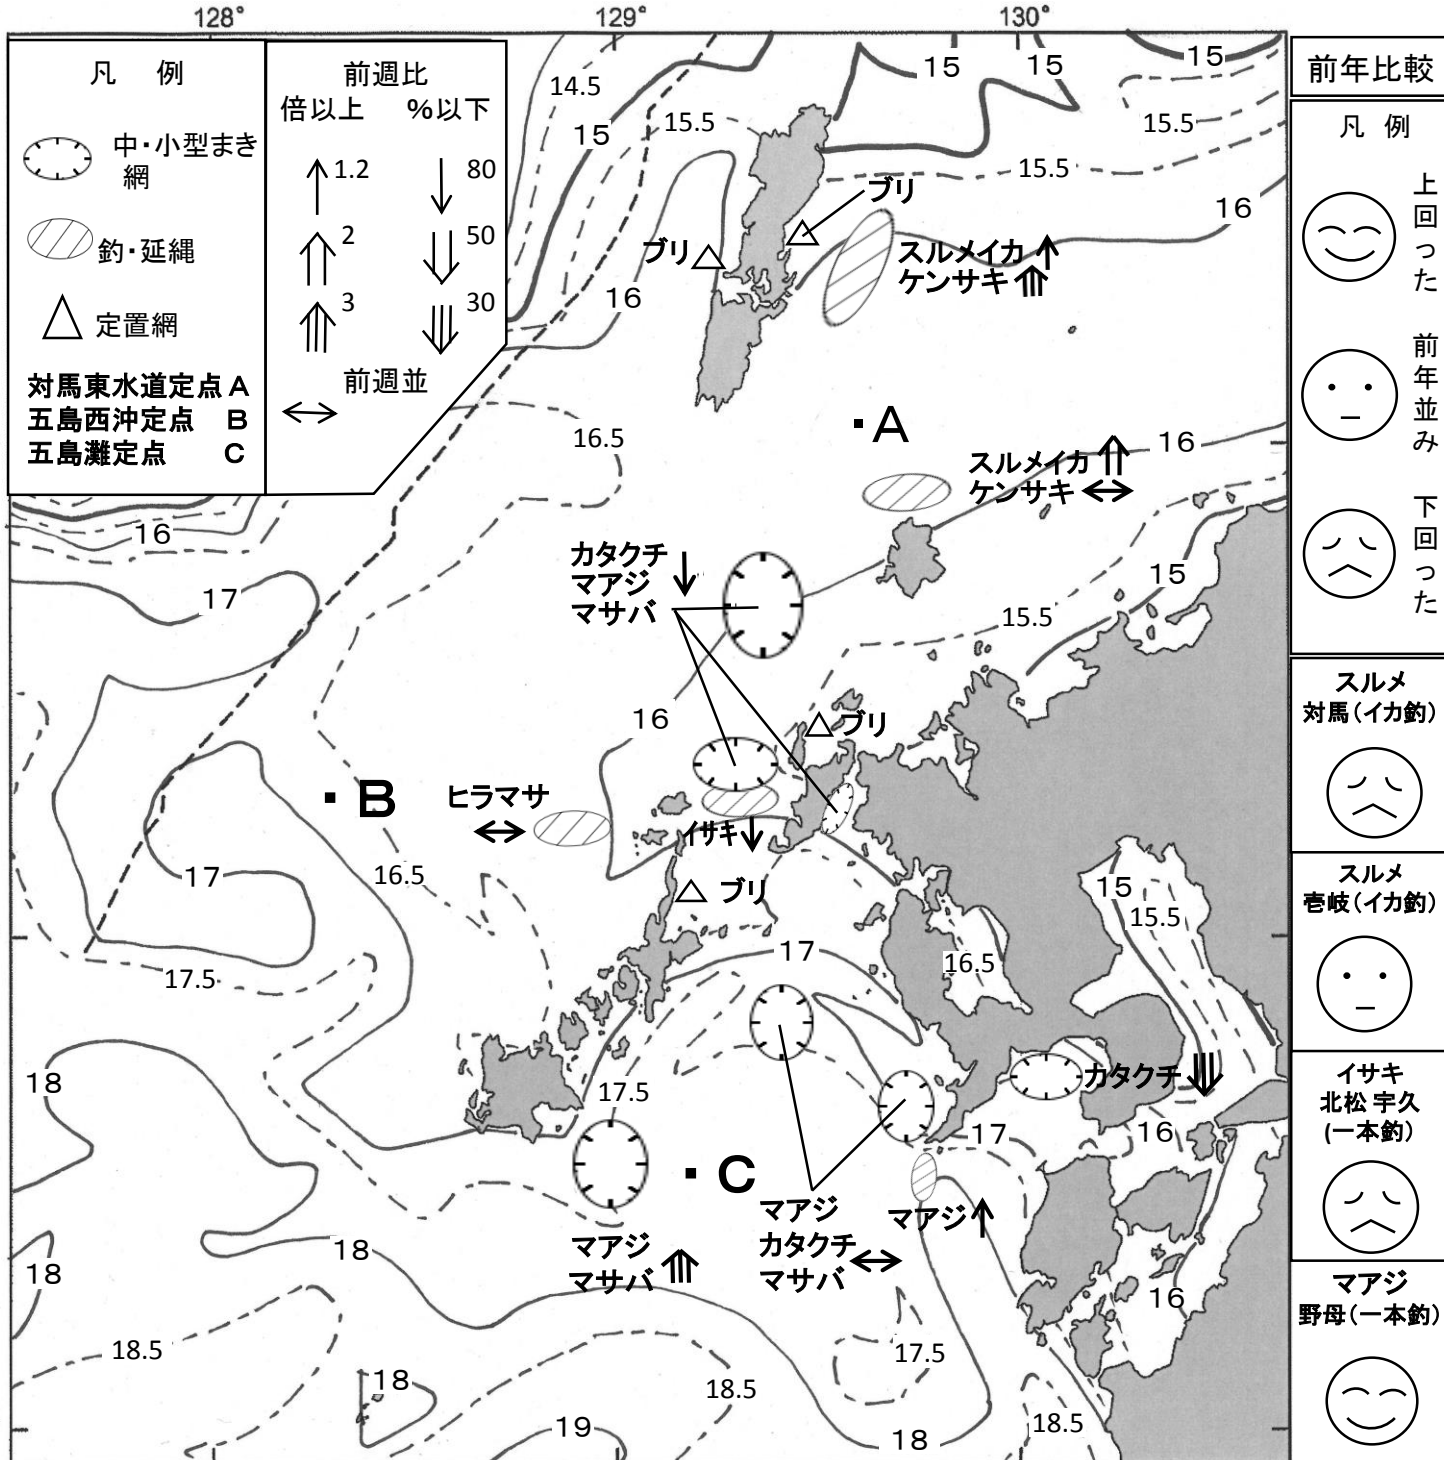 128°
129°
130°
凡 例
中・小型まき
網
釣・延縄
定置網
対馬東水道定点 A
五島西沖定点 B
五島灘定点 C
前週比
倍以上 %以下
1.2 80
2 50
3 30
前週並
前年比較
凡 例
上回った
前年並み
下回った
スルメ
対馬(イカ釣)
スルメ
壱岐(イカ釣)
イサキ
北松 宇久
(一本釣)
マアジ
野母(一本釣)
14.5
15
15.5
15
15
15
15.5
15.5
16
ブリ
ブリ
スルメイカ
ケンサキ
16
A
16.5
スルメイカ
ケンサキ
16
16
カタクチ
マアジ
マサバ
17
15
15.5
16
ブリ
B
ヒラマサ
イサキ
16.5
17
ブリ
15
15.5
17
16.5
17.5
18
17.5
カタクチ
17
16
C
マアジ
マサバ
マアジ
カタクチ
マサバ
マアジ
18
18
16
18.5
17.5
18
18.5
19
18
18.5